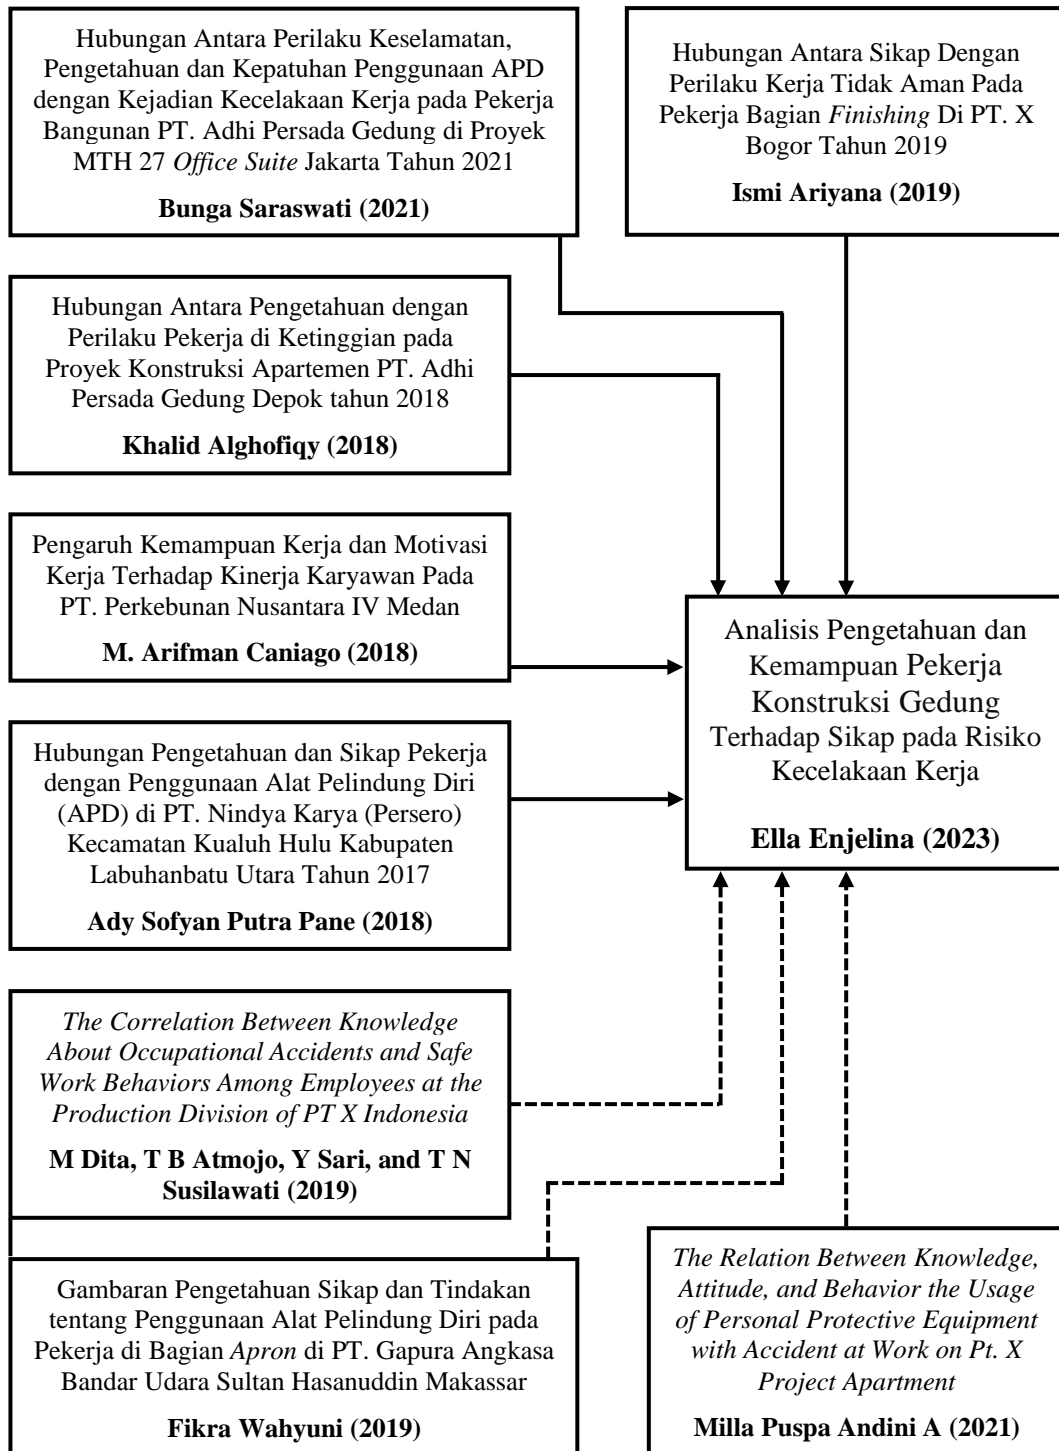 Hubungan Antara Perilaku Keselamatan,
Pengetahuan dan Kepatuhan Penggunaan APD
dengan Kejadian Kecelakaan Kerja pada Pekerja
Bangunan PT. Adhi Persada Gedung di Proyek
MTH 27 Office Suite Jakarta Tahun 2021
Bunga Saraswati (2021)
Hubungan Antara Sikap Dengan
Perilaku Kerja Tidak Aman Pada
Pekerja Bagian Finishing Di PT. X
Bogor Tahun 2019
Ismi Ariyana (2019)
Hubungan Antara Pengetahuan dengan
Perilaku Pekerja di Ketinggian pada
Proyek Konstruksi Apartemen PT. Adhi
Persada Gedung Depok tahun 2018
Khalid Alghofiqy (2018)
Pengaruh Kemampuan Kerja dan Motivasi
Kerja Terhadap Kinerja Karyawan Pada
PT. Perkebunan Nusantara IV Medan
M. Arifman Caniago (2018)
Analisis Pengetahuan dan
Kemampuan Pekerja
Konstruksi Gedung
Terhadap Sikap pada Risiko
Kecelakaan Kerja
Ella Enjelina (2023)
Hubungan Pengetahuan dan Sikap Pekerja
dengan Penggunaan Alat Pelindung Diri
(APD) di PT. Nindya Karya (Persero)
Kecamatan Kualuh Hulu Kabupaten
Labuhanbatu Utara Tahun 2017
Ady Sofyan Putra Pane (2018)
The Correlation Between Knowledge
About Occupational Accidents and Safe
Work Behaviors Among Employees at the
Production Division of PT X Indonesia
M Dita, T B Atmojo, Y Sari, and T N
Susilawati (2019)
Gambaran Pengetahuan Sikap dan Tindakan
tentang Penggunaan Alat Pelindung Diri pada
Pekerja di Bagian Apron di PT. Gapura Angkasa
Bandar Udara Sultan Hasanuddin Makassar
Fikra Wahyuni (2019)
The Relation Between Knowledge,
Attitude, and Behavior the Usage
of Personal Protective Equipment
with Accident at Work on Pt. X
Project Apartment
Milla Puspa Andini A (2021)